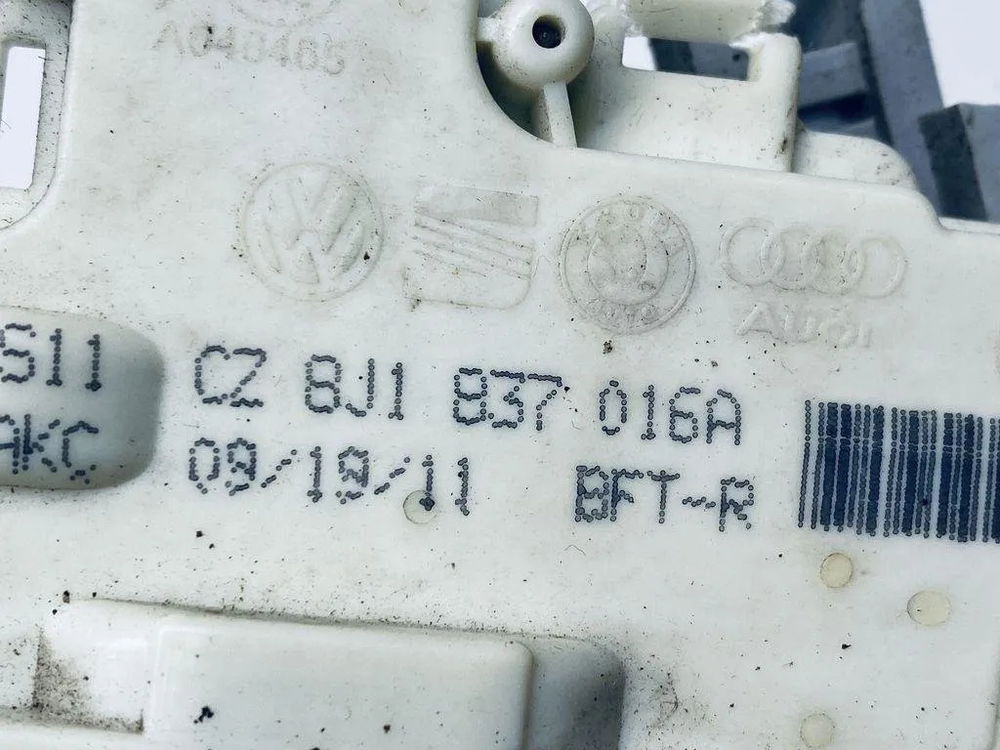 A040465
Audi
S11
CZ 8J1 837 016A
AKC
09/19/11 BFT-R